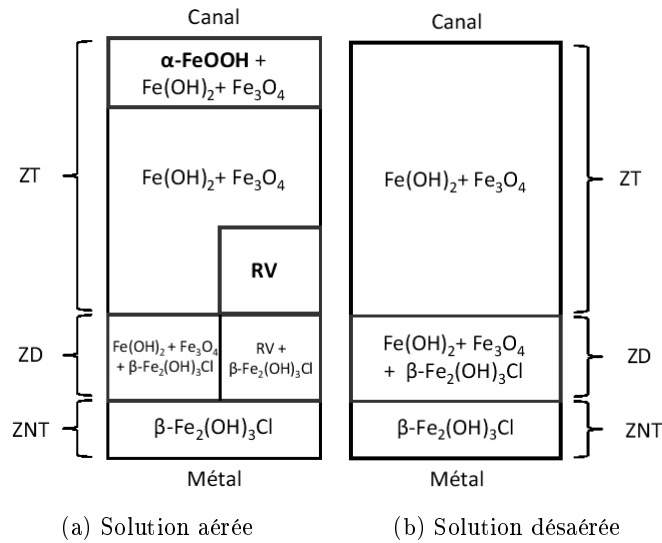 Canal
α-FeOOH +
Fe(OH)₂+ Fe₃O₄
Fe(OH)₂+ Fe₃O₄
RV
Fe(OH)₂ + Fe₃O₄
+ β-Fe₂(OH)₃Cl
RV +
β-Fe₂(OH)₃Cl
β-Fe₂(OH)₃Cl
Métal
ZT
ZD
ZNT
(a) Solution aérée
Canal
Fe(OH)₂+ Fe₃O₄
Fe(OH)₂+ Fe₃O₄
+ β-Fe₂(OH)₃Cl
β-Fe₂(OH)₃Cl
Métal
ZT
ZD
ZNT
(b) Solution désaérée